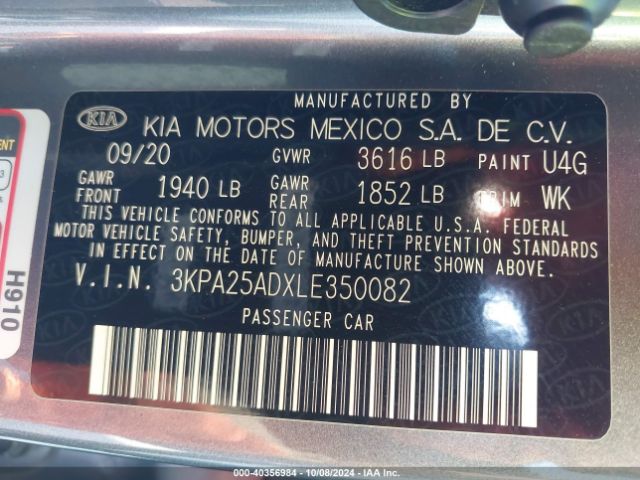 MANUFACTURED BY
KIA KIA MOTORS MEXICO S.A. DE C.V.
09/20 GVWR 3616 LB PAINT U4G
GAWR FRONT 1940 LB GAWR REAR 1852 LB WK
THIS VEHICLE CONFORMS TO ALL APPLICABLE U.S.A. FEDERAL
MOTOR VEHICLE SAFETY, BUMPER, AND THEFT PREVENTION STANDARDS
IN EFFECT ON THE DATE OF MANUFACTURE SHOWN ABOVE.
V.I.N. 3KPA25ADXLE350082
PASSENGER CAR
H910
000-40356984 - 10/08/2024 - IAA Inc.